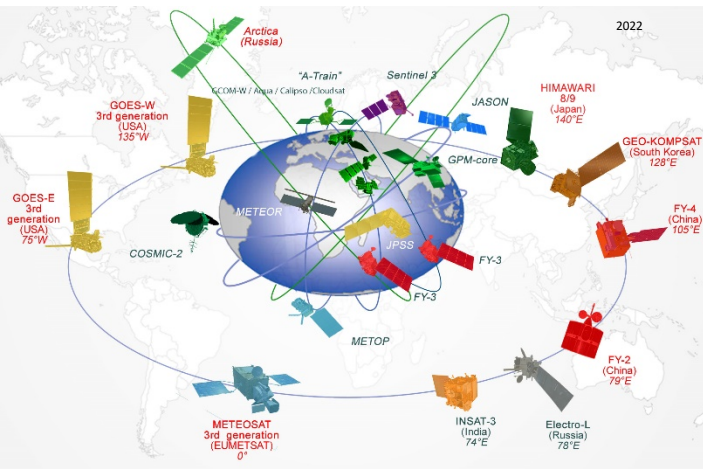 2022
Arctica
(Russia)
"A-Train"
GCOM-W / Aqua / Calipso /Cloudsat
Sentinel 3
JASON
HIMAWARI
8/9
(Japan)
140°E
GOES-W
3rd generation
(USA)
135°W
GPM-core
GEO-KOMPSAT
(South Korea)
128°E
GOES-E
3rd
generation
(USA)
75°W
METEOR
FY-4
(China)
105°E
COSMIC-2
JPSS
FY-3
FY-3
METOP
FY-2
(China)
79°E
METEOSAT
3rd generation
(EUMETSAT)
0°
INSAT-3
(India)
74°E
Electro-L
(Russia)
78°E